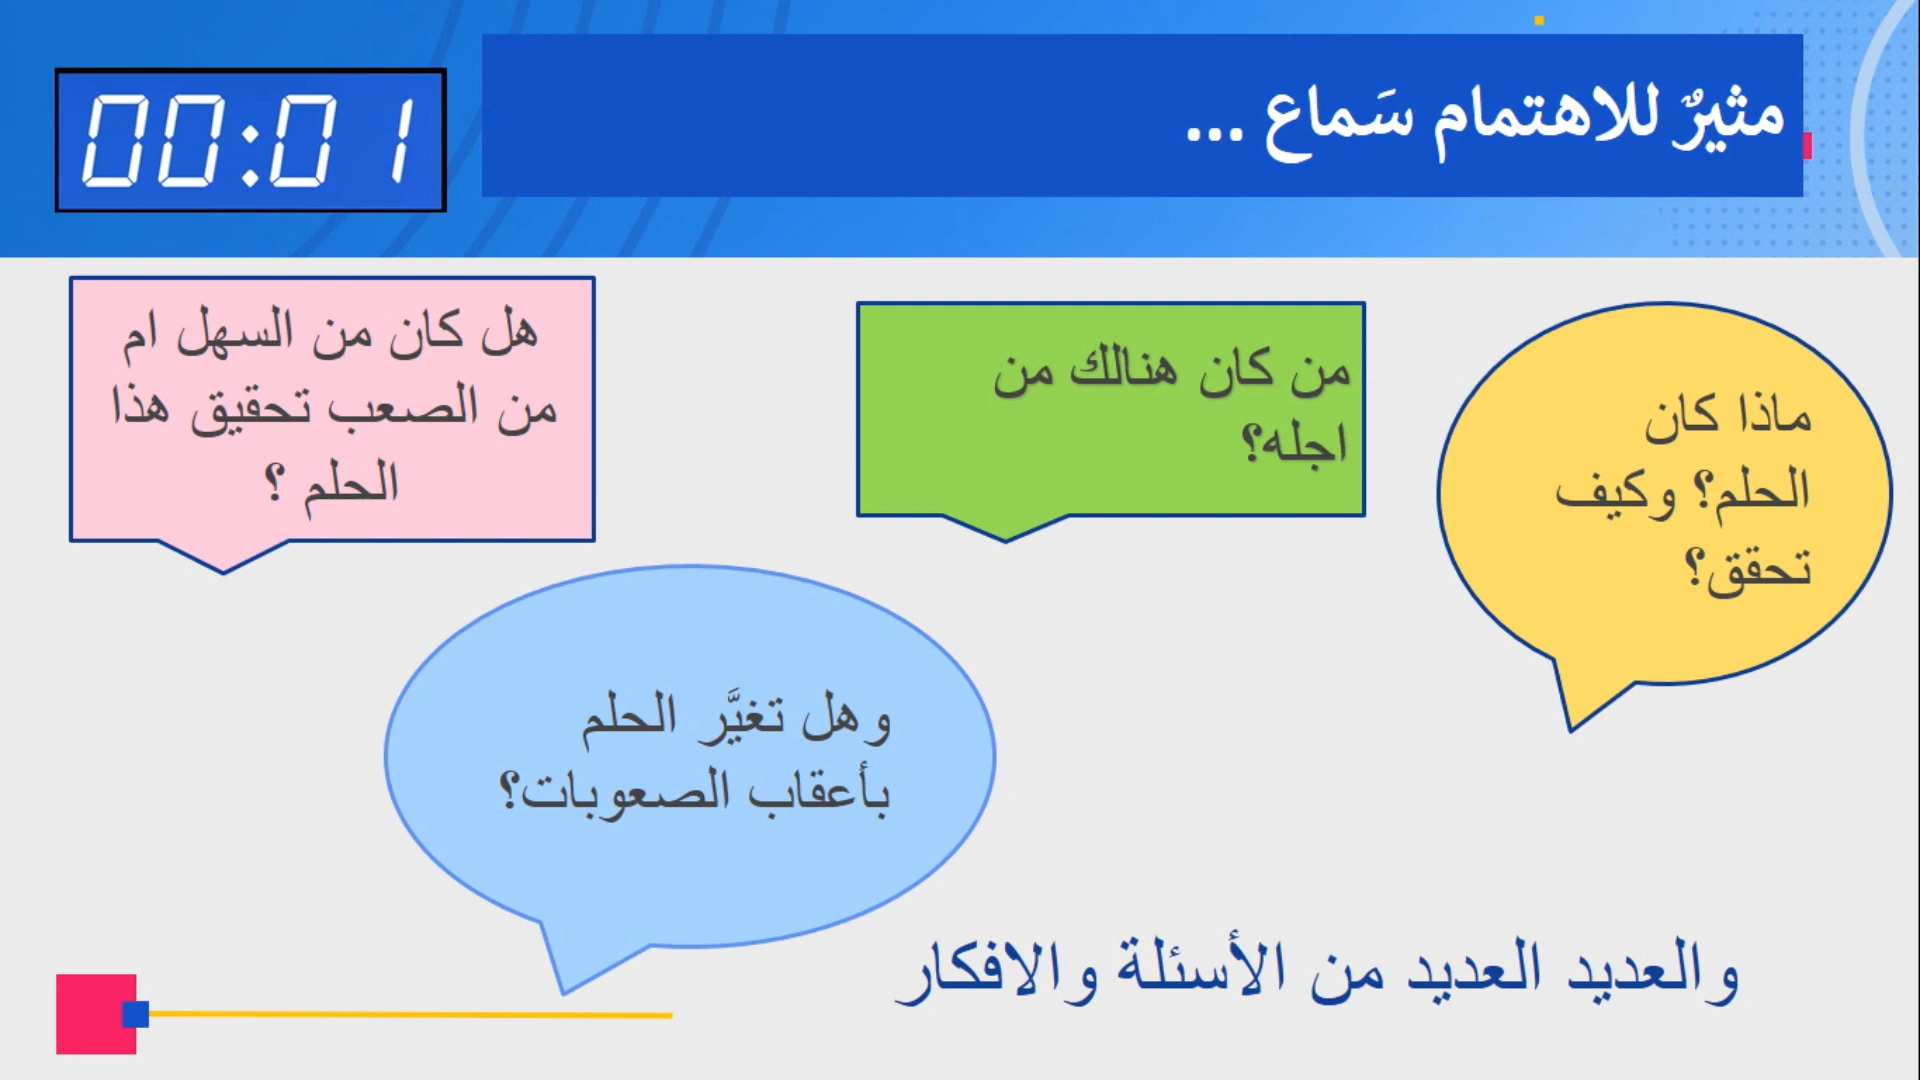 مثيرٌ للاهتمام سَماع ...
00:01
ماذا كان
الحلم؟ وكيف
تحقق؟
من كان هنالك من
اجله؟
هل كان من السهل ام
من الصعب تحقيق هذا
الحلم ؟
وهل تغيَّر الحلم
بأعقاب الصعوبات؟
والعديد العديد من الأسئلة والافكار